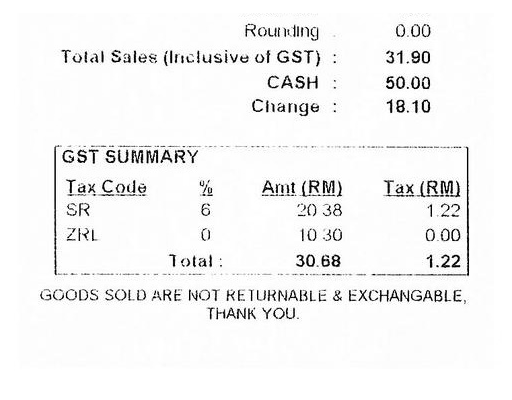 Rounding : 0.00
Total Sales (Inclusive of GST) : 31.90
CASH : 50.00
Change : 18.10
GST SUMMARY
Tax Code % Amt (RM) Tax (RM)
SR 6 20.38 1.22
ZRL 0 10.30 0.00
Total : 30.68 1.22
GOODS SOLD ARE NOT RETURNABLE & EXCHANGABLE,
THANK YOU.